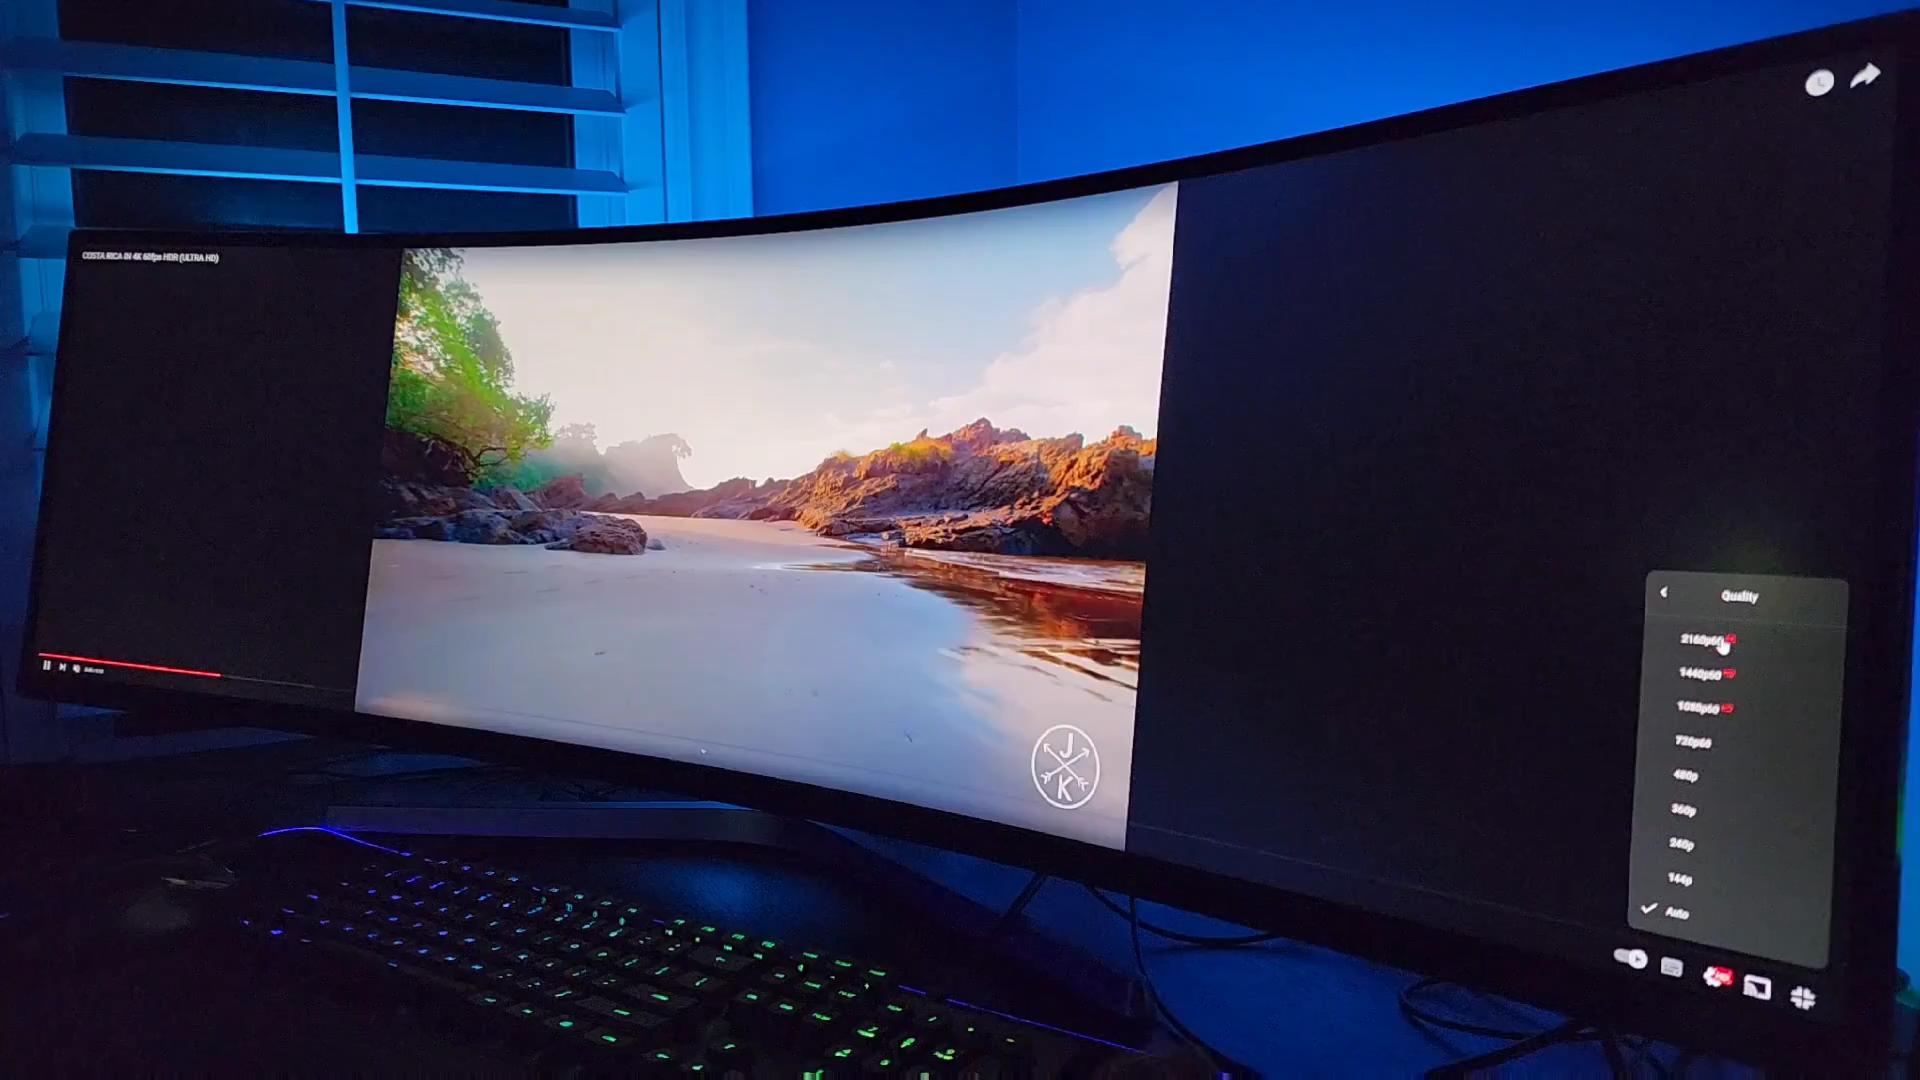 COSTA RICA IN 4K 60fps HDR (ULTRA HD)
Quality
2160p60
1440p60
1080p60
720p60
480p
360p
240p
144p
Auto
J
K